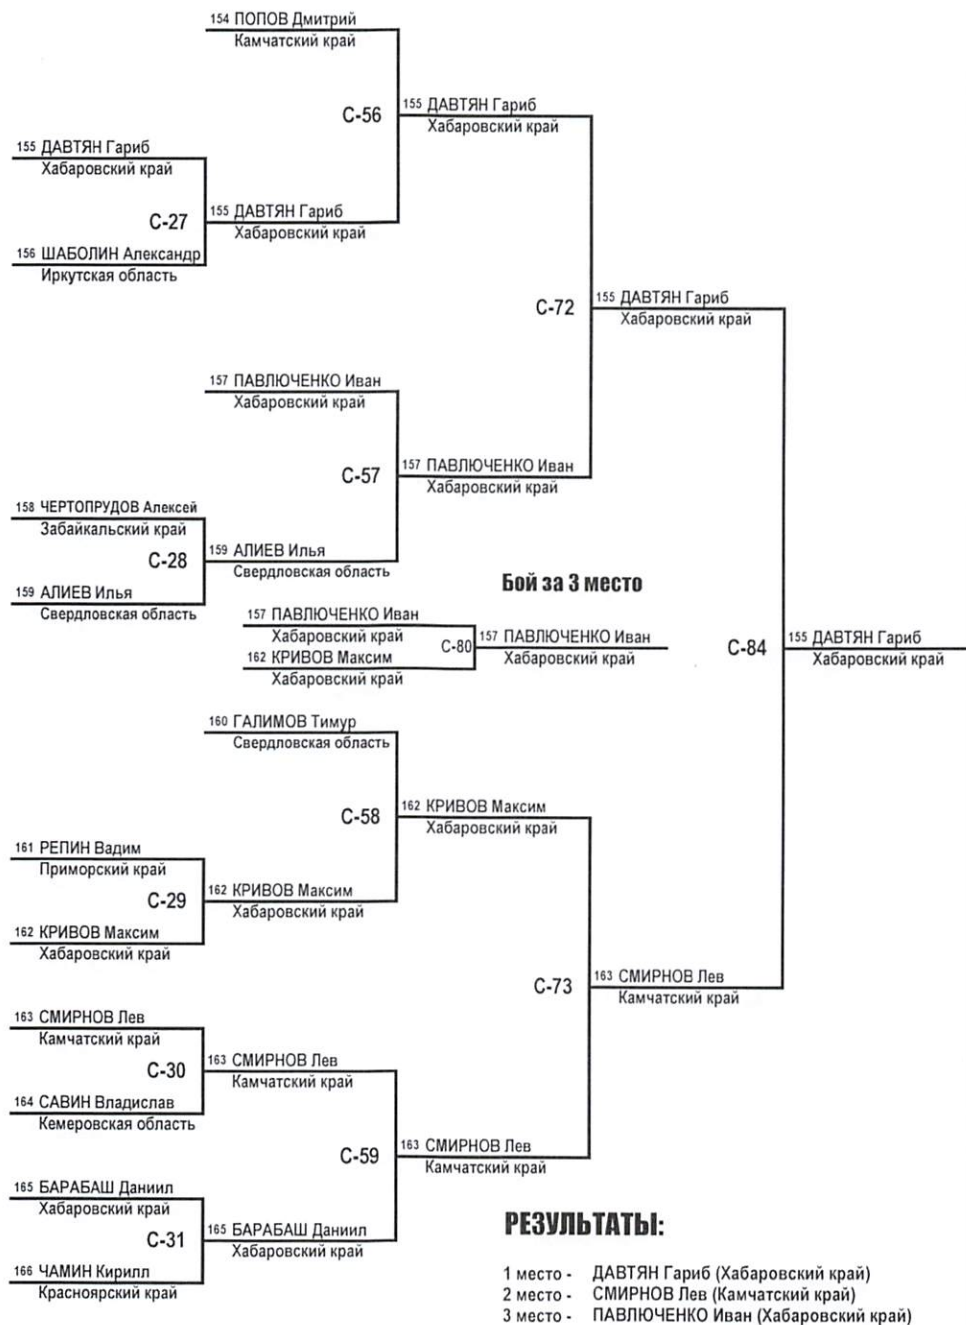 154 ПОПОВ Дмитрий
Камчатский край
С-56
155 ДАВТЯН Гариб
Хабаровский край
155 ДАВТЯН Гариб
Хабаровский край
С-27
155 ДАВТЯН Гариб
Хабаровский край
156 ШАБОЛИН Александр
Иркутская область
С-72
155 ДАВТЯН Гариб
Хабаровский край
157 ПАВЛЮЧЕНКО Иван
Хабаровский край
С-57
157 ПАВЛЮЧЕНКО Иван
Хабаровский край
158 ЧЕРТОПРУДОВ Алексей
Забайкальский край
С-28
159 АЛИЕВ Илья
Свердловская область
159 АЛИЕВ Илья
Свердловская область
Бой за 3 место
157 ПАВЛЮЧЕНКО Иван
Хабаровский край
С-80
157 ПАВЛЮЧЕНКО Иван
Хабаровский край
162 КРИВОВ Максим
Хабаровский край
С-84
155 ДАВТЯН Гариб
Хабаровский край
160 ГАЛИМОВ Тимур
Свердловская область
С-58
162 КРИВОВ Максим
Хабаровский край
161 РЕПИН Вадим
Приморский край
С-29
162 КРИВОВ Максим
Хабаровский край
162 КРИВОВ Максим
Хабаровский край
С-73
163 СМИРНОВ Лев
Камчатский край
163 СМИРНОВ Лев
Камчатский край
С-30
163 СМИРНОВ Лев
Камчатский край
164 САВИН Владислав
Кемеровская область
С-59
163 СМИРНОВ Лев
Камчатский край
165 БАРАБАШ Даниил
Хабаровский край
С-31
165 БАРАБАШ Даниил
Хабаровский край
166 ЧАМИН Кирилл
Красноярский край
РЕЗУЛЬТАТЫ:
1 место - ДАВТЯН Гариб (Хабаровский край)
2 место - СМИРНОВ Лев (Камчатский край)
3 место - ПАВЛЮЧЕНКО Иван (Хабаровский край)